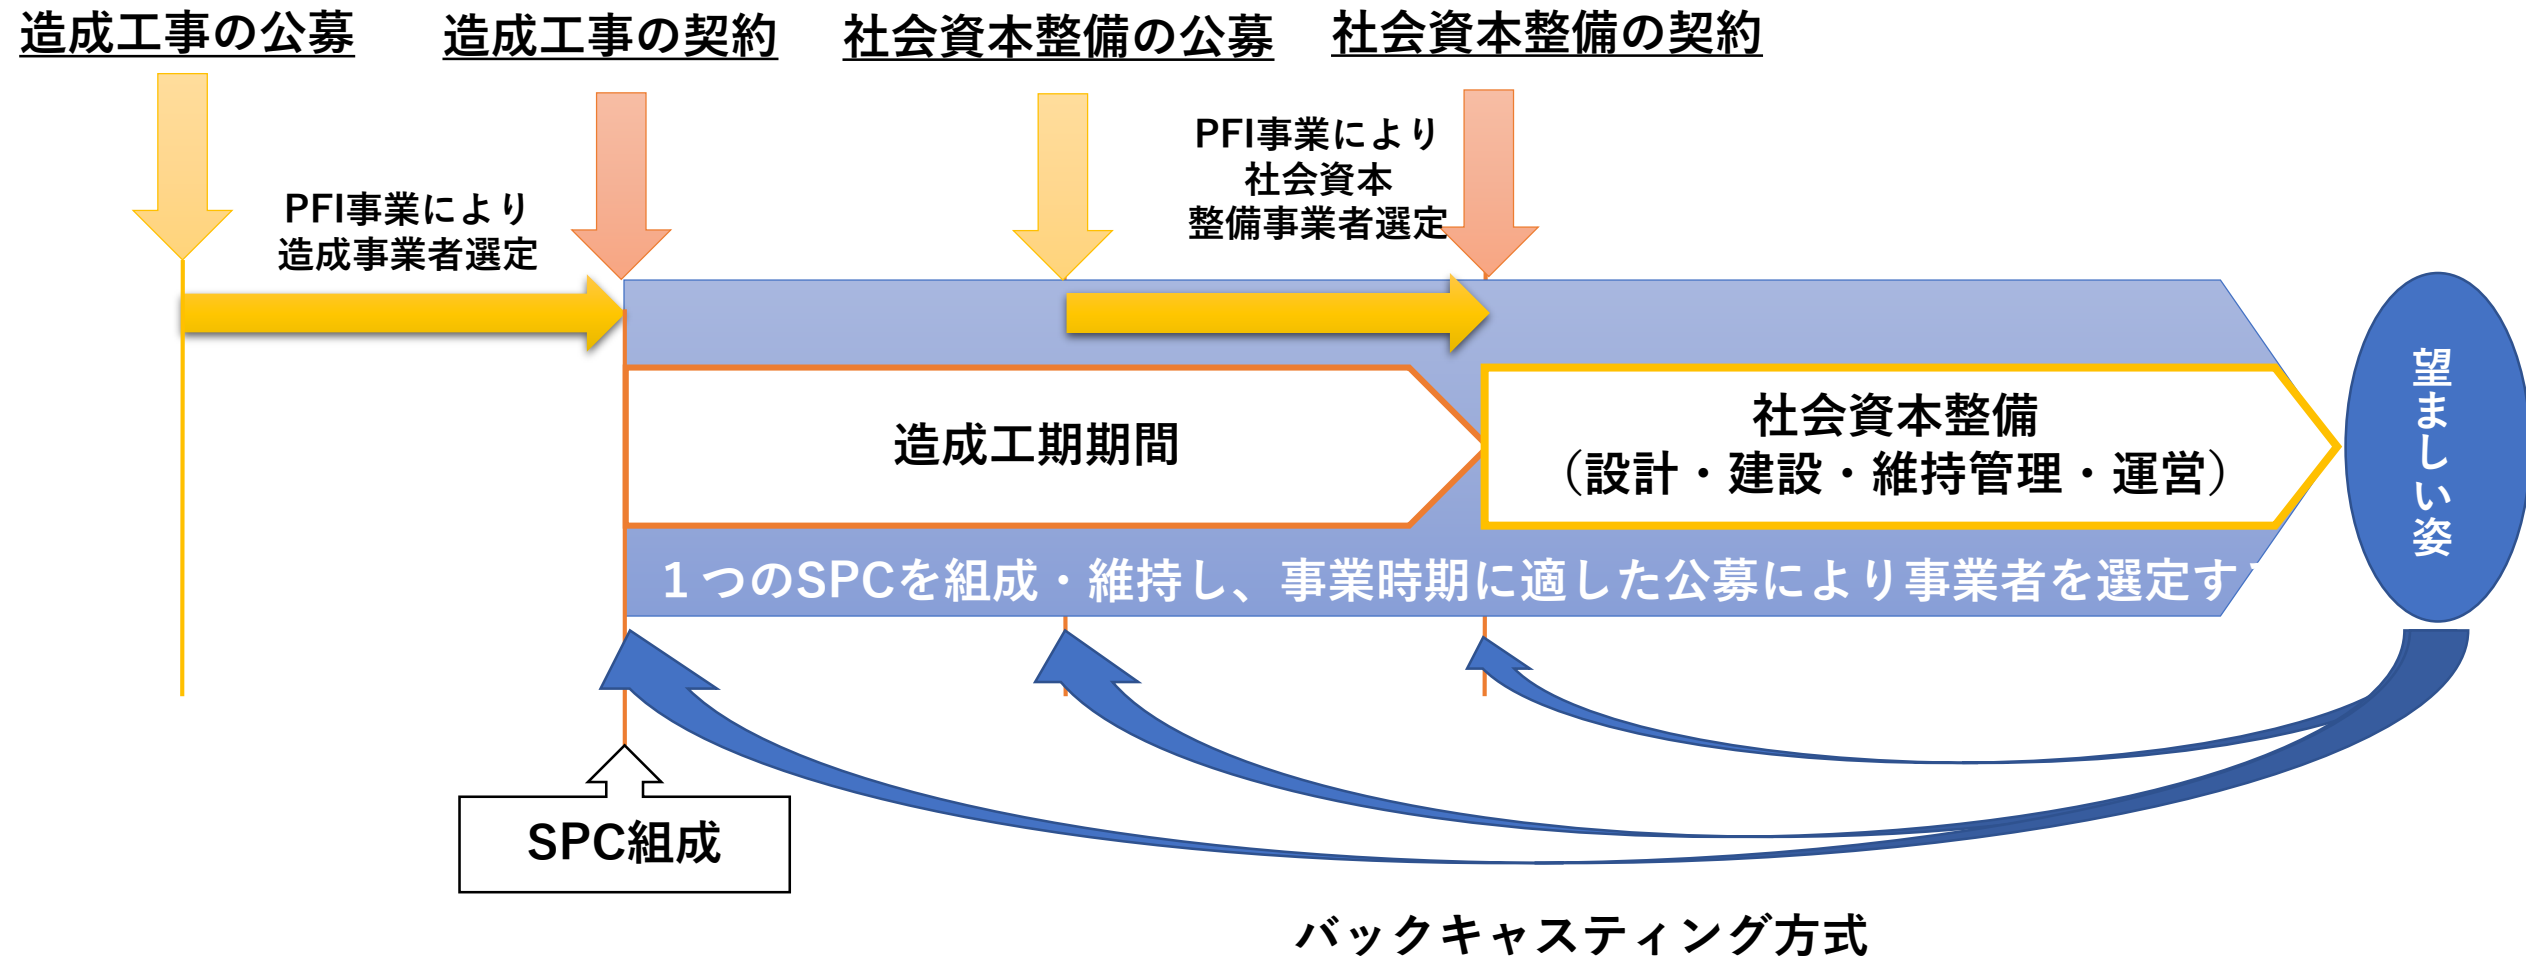 造成工事の公募
造成工事の契約
社会資本整備の公募
社会資本整備の契約
PFI事業により
造成事業者選定
PFI事業により
社会資本
整備事業者選定
造成工期期間
社会資本整備
（設計・建設・維持管理・運営）
１つのSPCを組成・維持し、事業時期に適した公募により事業者を選定す
望ましい姿
SPC組成
バックキャスティング方式